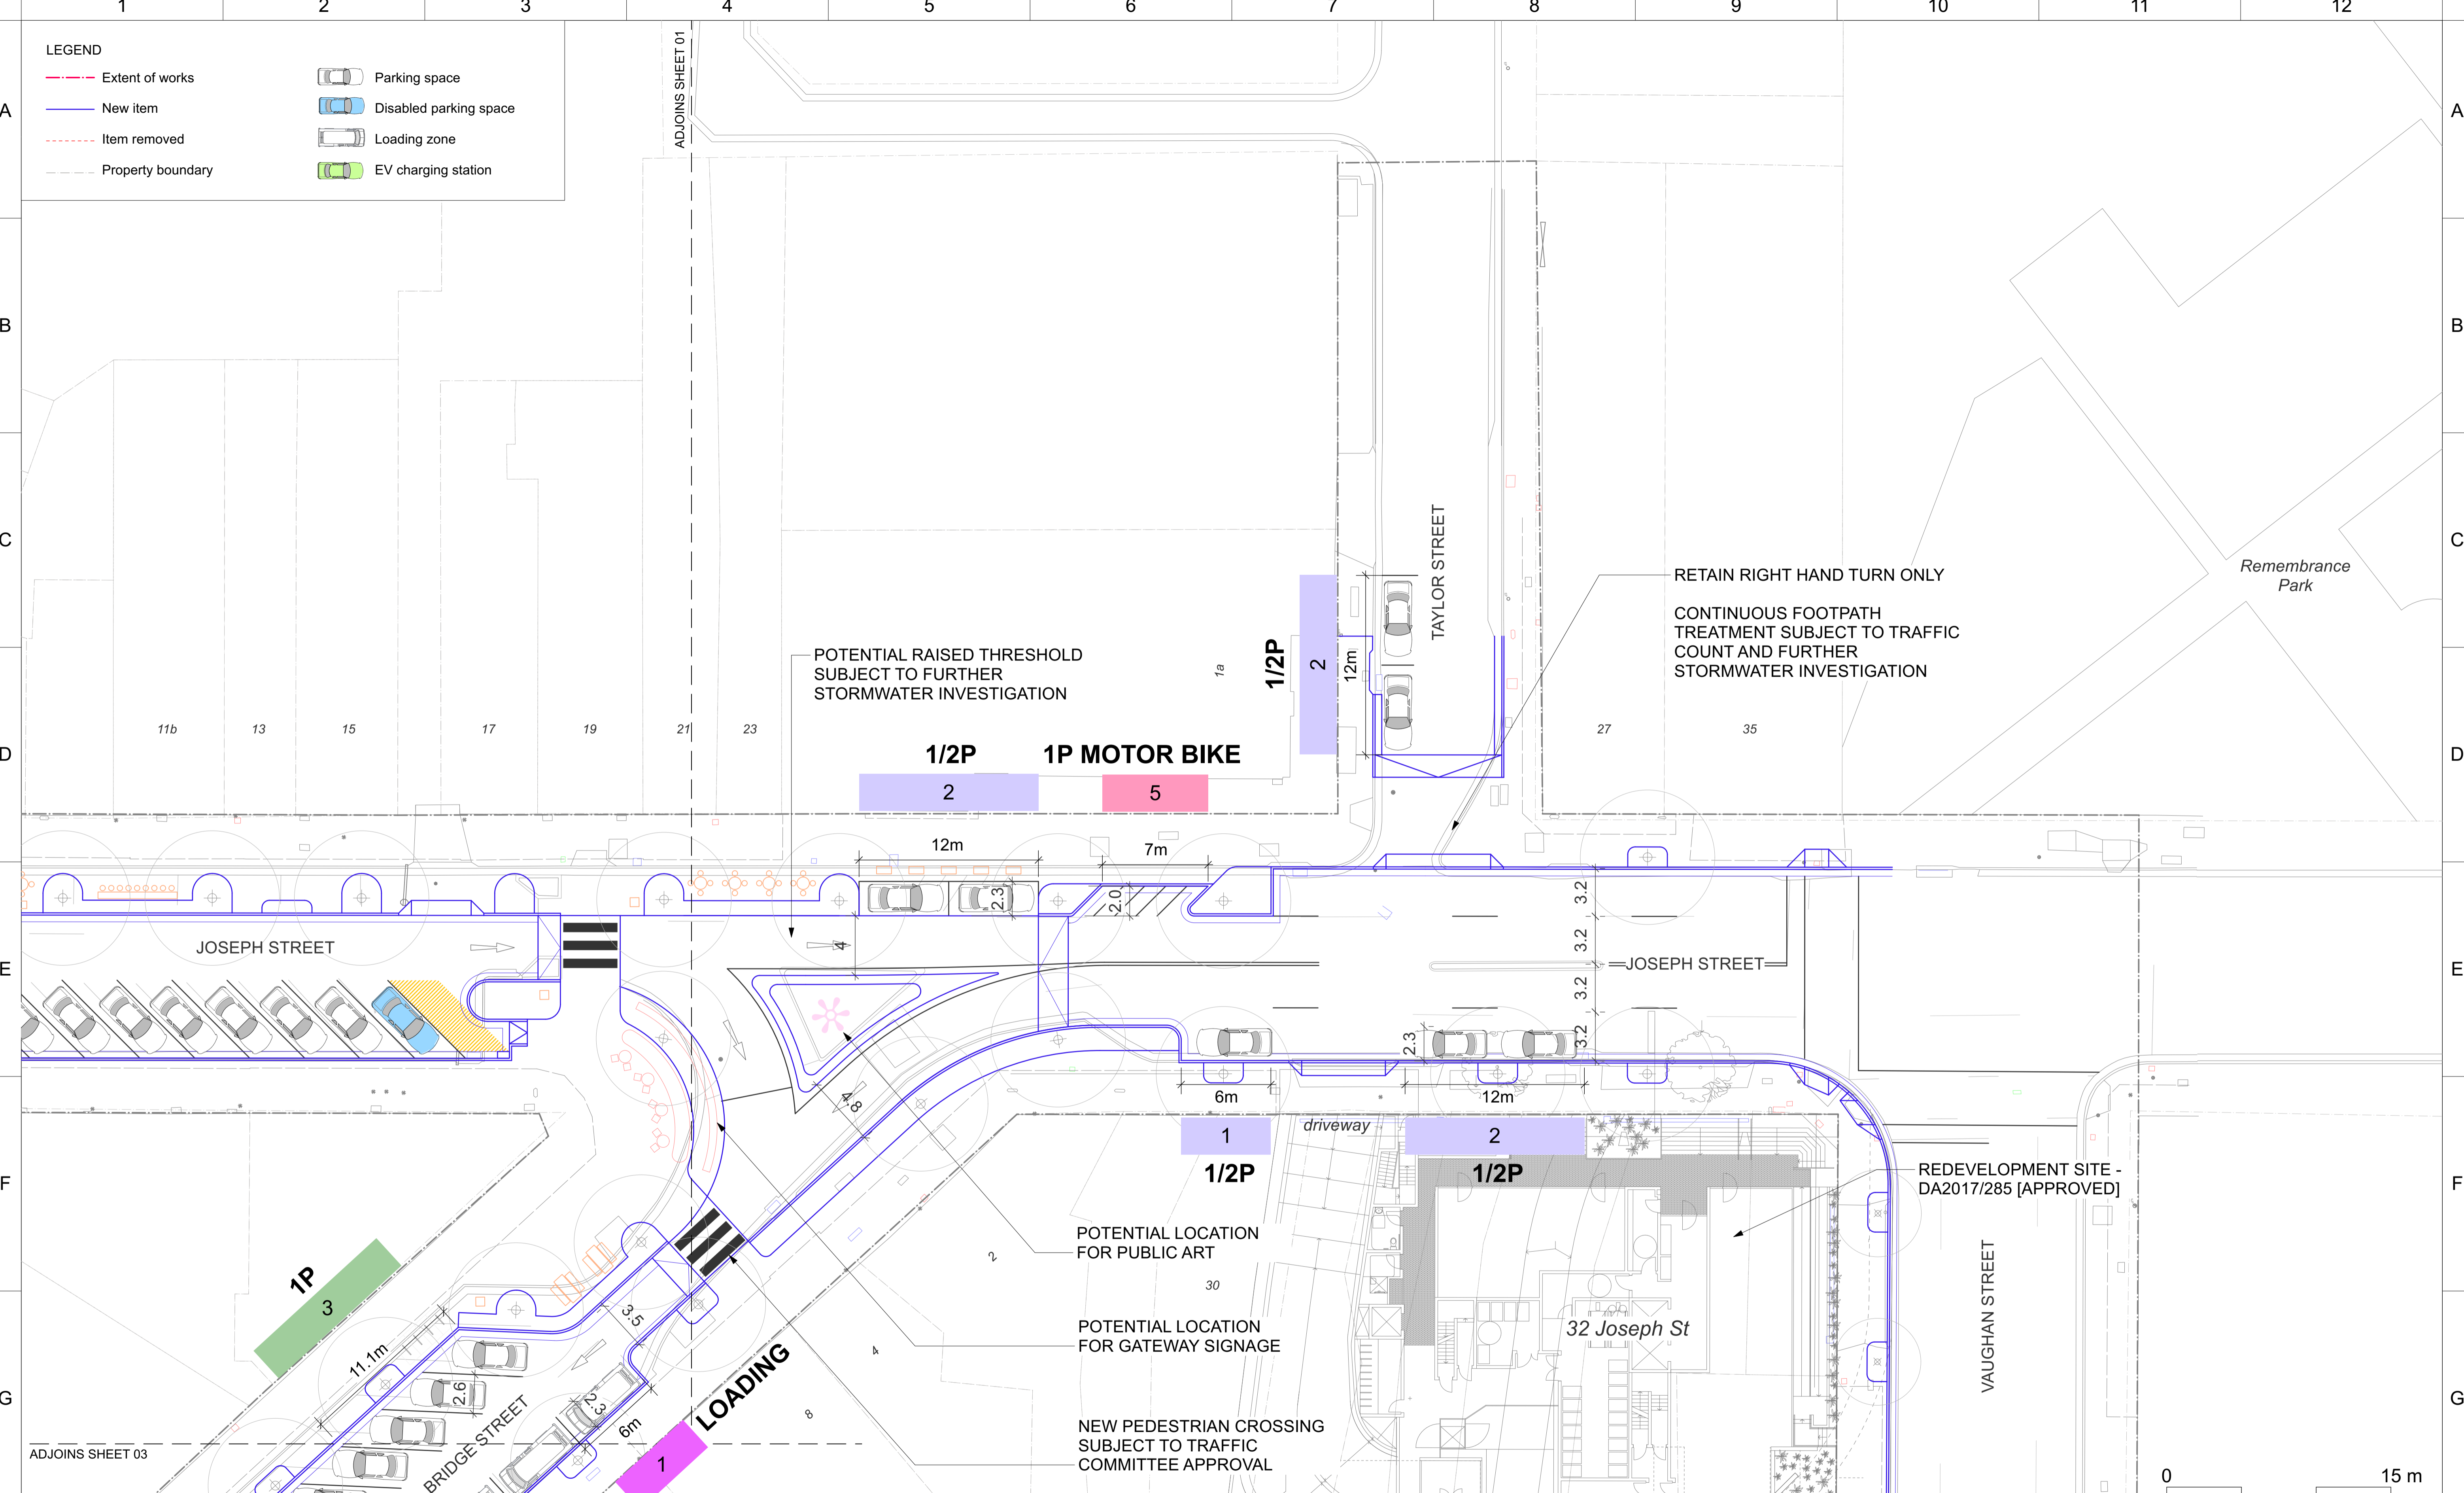 1 2 3 4 5 6 7 8 9 10 11 12
LEGEND
Extent of works
New item
Item removed
Property boundary
Parking space
Disabled parking space
Loading zone
EV charging station
ADJOINS SHEET 01
A A
B B
C C
D D
E E
F F
G G
TAYLOR STREET
RETAIN RIGHT HAND TURN ONLY
CONTINUOUS FOOTPATH
TREATMENT SUBJECT TO TRAFFIC
COUNT AND FURTHER
STORMWATER INVESTIGATION
Remembrance
Park
POTENTIAL RAISED THRESHOLD
SUBJECT TO FURTHER
STORMWATER INVESTIGATION
1a
1/2P
2
12m
11b 13 15 17 19 21 23
27 35
1/2P
2
1P MOTOR BIKE
5
12m
7m
2.3
2.0
4
3.2
3.2
3.2
3.2
JOSEPH STREET
JOSEPH STREET
2.3
4.8
6m
12m
1
1/2P
driveway
2
1/2P
REDEVELOPMENT SITE -
DA2017/285 [APPROVED]
POTENTIAL LOCATION
FOR PUBLIC ART
2
30
1P
3
3.5
POTENTIAL LOCATION
FOR GATEWAY SIGNAGE
4
32 Joseph St
VAUGHAN STREET
11.1m
2.6
2.3
6m
LOADING
1
8
BRIDGE STREET
NEW PEDESTRIAN CROSSING
SUBJECT TO TRAFFIC
COMMITTEE APPROVAL
ADJOINS SHEET 03
0 15 m